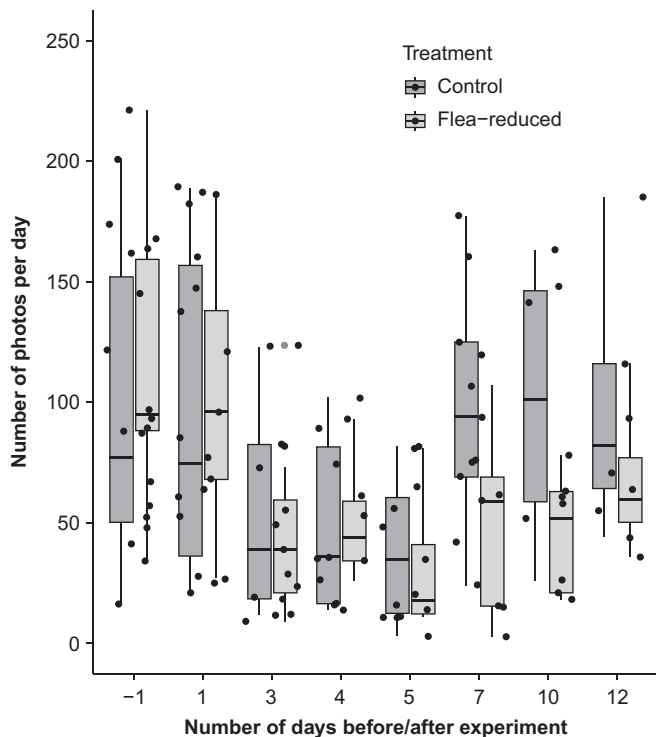 250
200
150
100
50
0
Number of photos per day
Treatment
Control
Flea−reduced
−1 1 3 4 5 7 10 12
Number of days before/after experiment